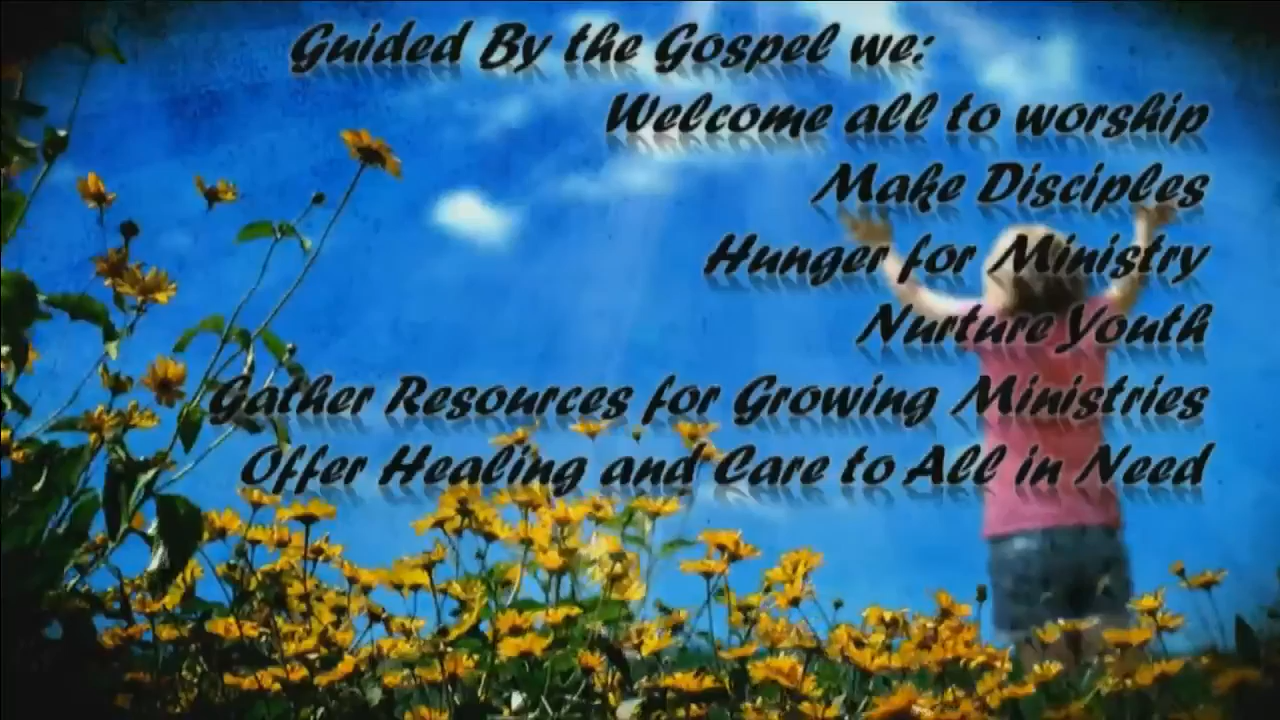 Guided By the Gospel we:
Welcome all to worship
Make Disciples
Hunger for Ministry
Nurture Youth
Gather Resources for Growing Ministries
Offer Healing and Care to All in Need